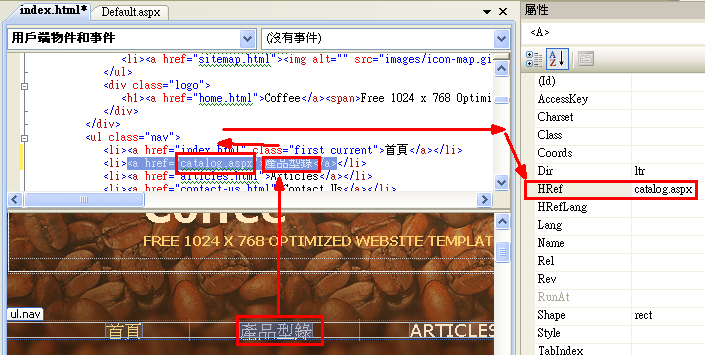 index.html*
Default.aspx
用戶端物件和事件
(沒有事件)
<li><a href="sitemap.html"><img alt="" src="images/icon-map.gi
</ul>
<div class="logo">
<h1><a href="home.html">Coffee</a><span>Free 1024 x 768 Optimi
</div>
</div>
<ul class="nav">
<li><a href="index.html" class="first current">首頁</a></li>
<li><a href="catalog.aspx">產品型錄</a></li>
<li><a href="articles.html">Articles</a></li>
<li><a href="contact-us.html">Contact Us</a></li>
Coffee
FREE 1024 X 768 OPTIMIZED WEBSITE TEMPLAT
ul.nav
首頁
產品型錄
ARTICLES
屬性
<A>
(Id)
AccessKey
Charset
Class
Coords
Dir ltr
HRef catalog.aspx
HRefLang
Lang
Name
Rel
Rev
RunAt
Shape rect
Style
TabIndex